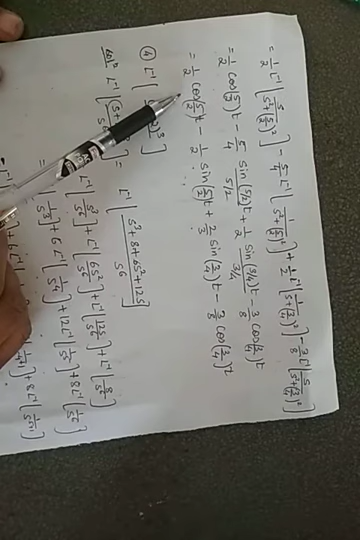 = 1/2 L⁻¹[s/(s²+(5/2)²)] - 5/4 L⁻¹[1/(s²+(5/2)²)] + 1/2 L⁻¹[1/(s²+(3/4)²)] - 3/8 L⁻¹[s/(s²+(3/4)²)]
= 1/2 cos(5/2)t - 5/4 sin(5/2)t/5/2 + 1/2 sin(3/4)t/3/4 - 3/8 cos(3/4)t
= 1/2 cos(5/2)t - 1/2 sin(5/2)t + 2/3 sin(3/4)t - 3/8 cos(3/4)t
④ L⁻¹[ ]
L⁻¹[ ] = L⁻¹[(s³+8+6s²+12s)/s⁶]
L⁻¹[s³/s⁶] + L⁻¹[6s²/s⁶] + L⁻¹[12s/s⁶] + L⁻¹[8/s⁶]
= [1/s³] + 6L⁻¹[1/s⁴] + 12L⁻¹[1/s⁵] + 8L⁻¹[1/s⁶]